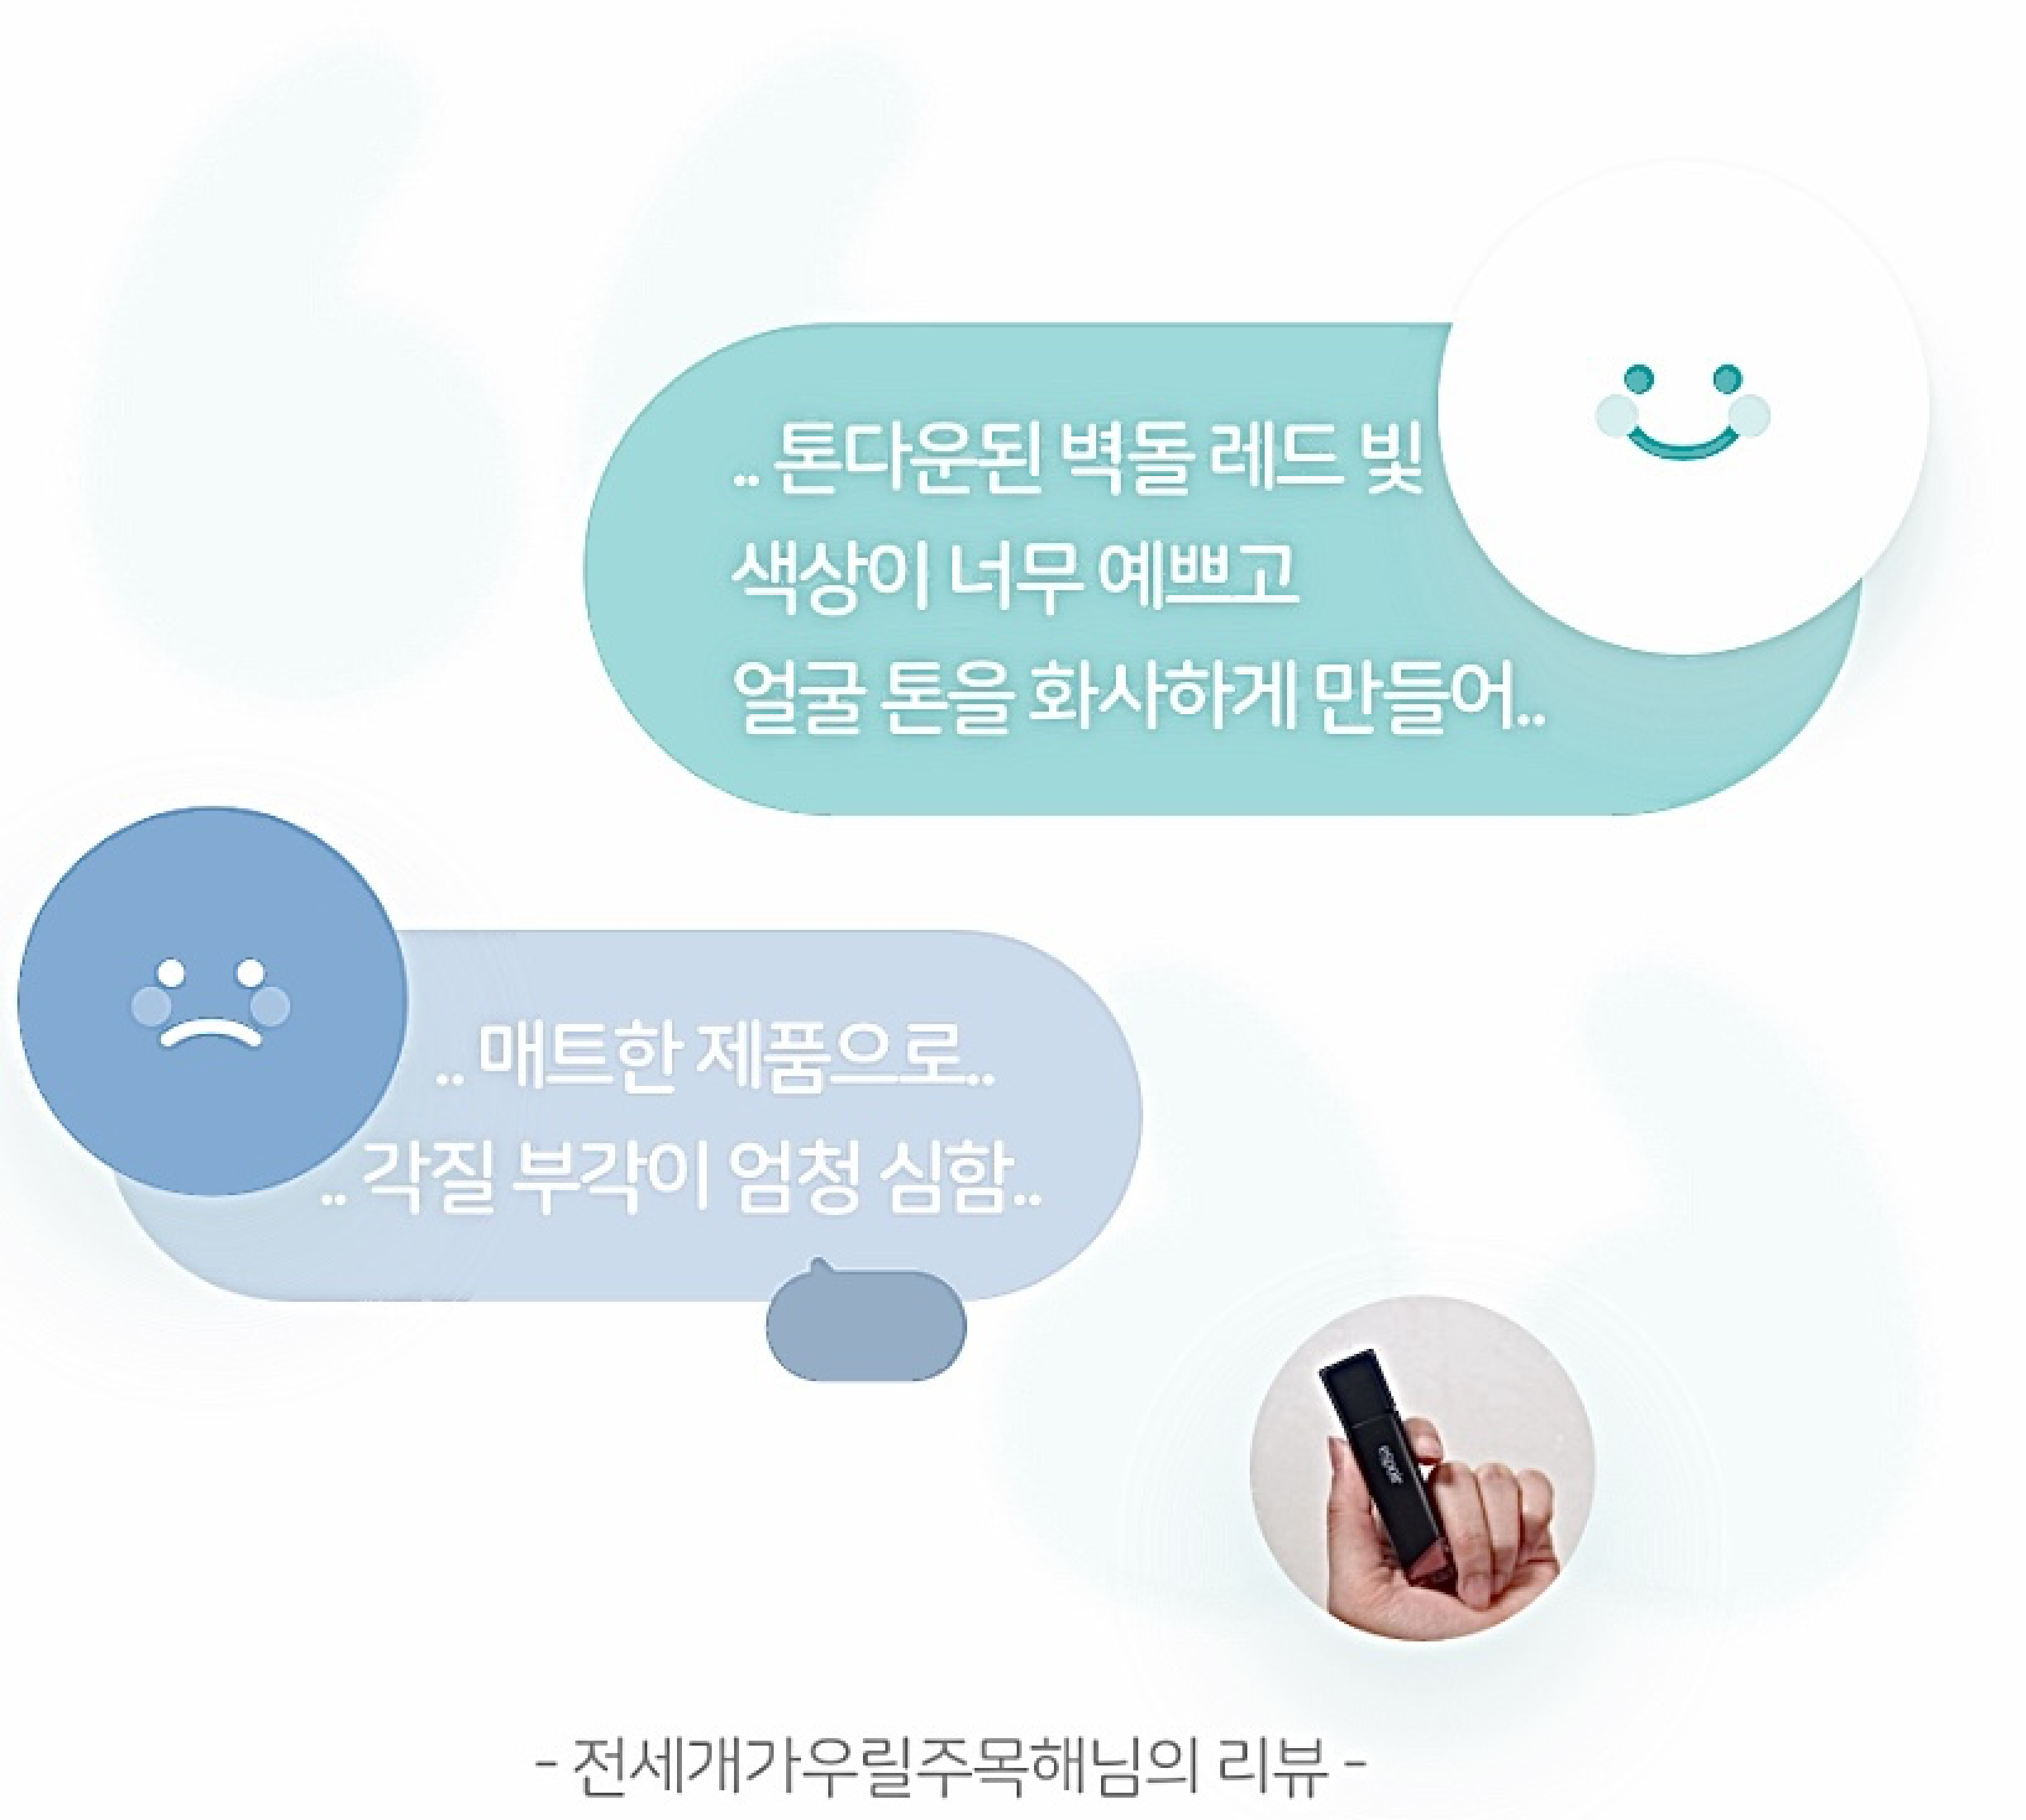 .. 톤다운된 벽돌 레드 빛
색상이 너무 예쁘고
얼굴 톤을 화사하게 만들어..
.. 매트한 제품으로..
.. 각질 부각이 엄청 심함..
espoir
- 전세개가우릴주목해님의 리뷰 -